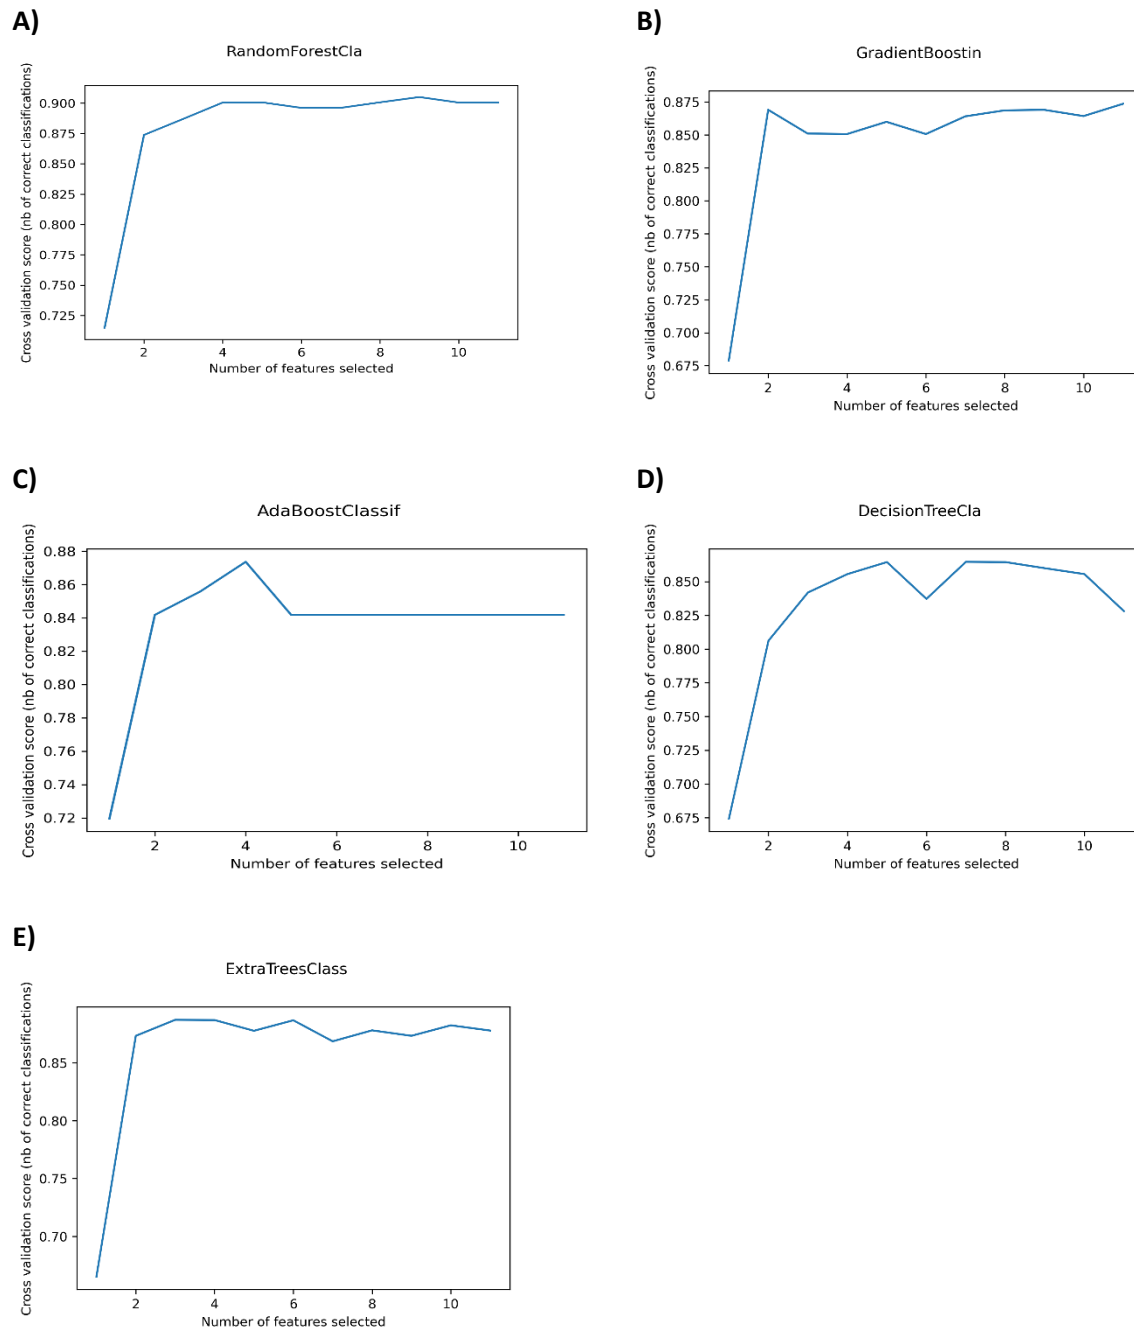 A)
RandomForestCla
Cross validation score (nb of correct classifications)
0.900
0.875
0.850
0.825
0.800
0.775
0.750
0.725
2 4 6 8 10
Number of features selected
B)
GradientBoostin
Cross validation score (nb of correct classifications)
0.875
0.850
0.825
0.800
0.775
0.750
0.725
0.700
0.675
2 4 6 8 10
Number of features selected
C)
AdaBoostClassif
Cross validation score (nb of correct classifications)
0.88
0.86
0.84
0.82
0.80
0.78
0.76
0.74
0.72
2 4 6 8 10
Number of features selected
D)
DecisionTreeCla
Cross validation score (nb of correct classifications)
0.850
0.825
0.800
0.775
0.750
0.725
0.700
0.675
2 4 6 8 10
Number of features selected
E)
ExtraTreesClass
Cross validation score (nb of correct classifications)
0.85
0.80
0.75
0.70
2 4 6 8 10
Number of features selected